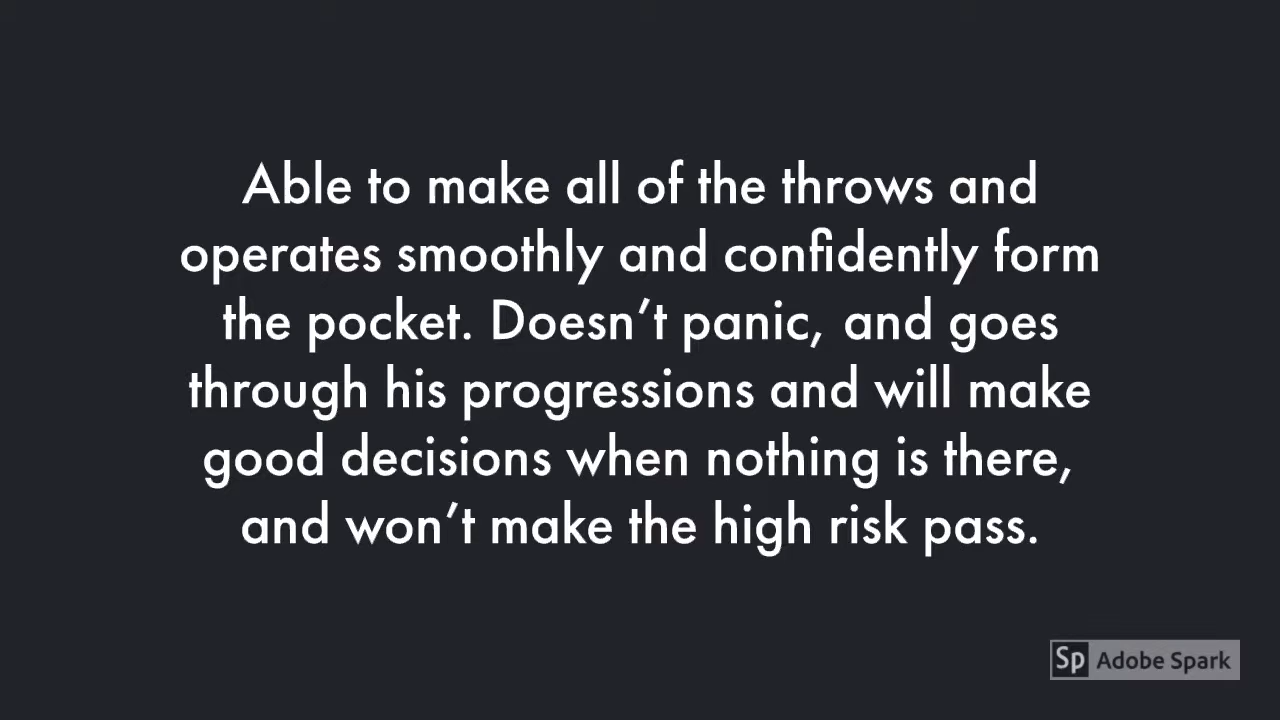 Able to make all of the throws and
operates smoothly and confidently form
the pocket. Doesn’t panic, and goes
through his progressions and will make
good decisions when nothing is there,
and won’t make the high risk pass.
Sp Adobe Spark